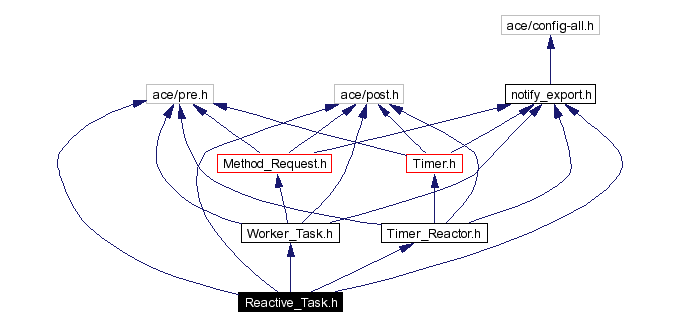 ace/config-all.h
ace/pre.h
ace/post.h
notify_export.h
Method_Request.h
Timer.h
Worker_Task.h
Timer_Reactor.h
Reactive_Task.h